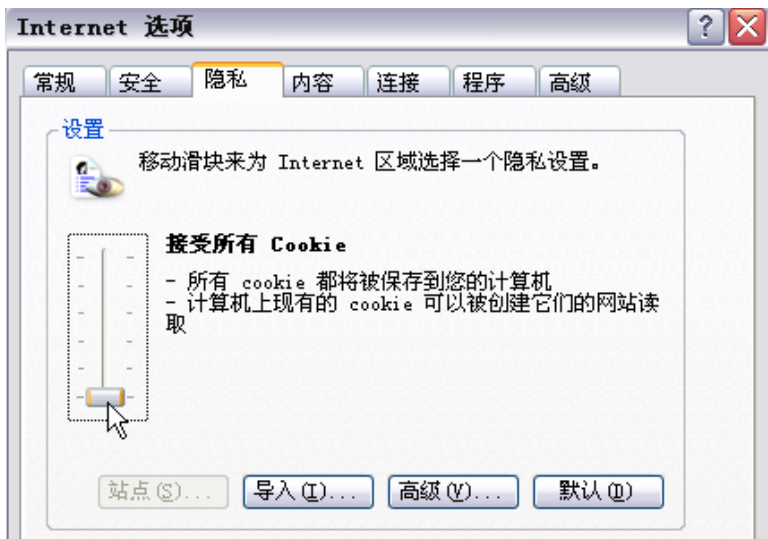 Internet 选项
常规 安全 隐私 内容 连接 程序 高级
设置
移动滑块来为 Internet 区域选择一个隐私设置。
接受所有 Cookie
- 所有 cookie 都将被保存到您的计算机
- 计算机上现有的 cookie 可以被创建它们的网站读
取
站点(S)... 导入(I)... 高级(V)... 默认(D)